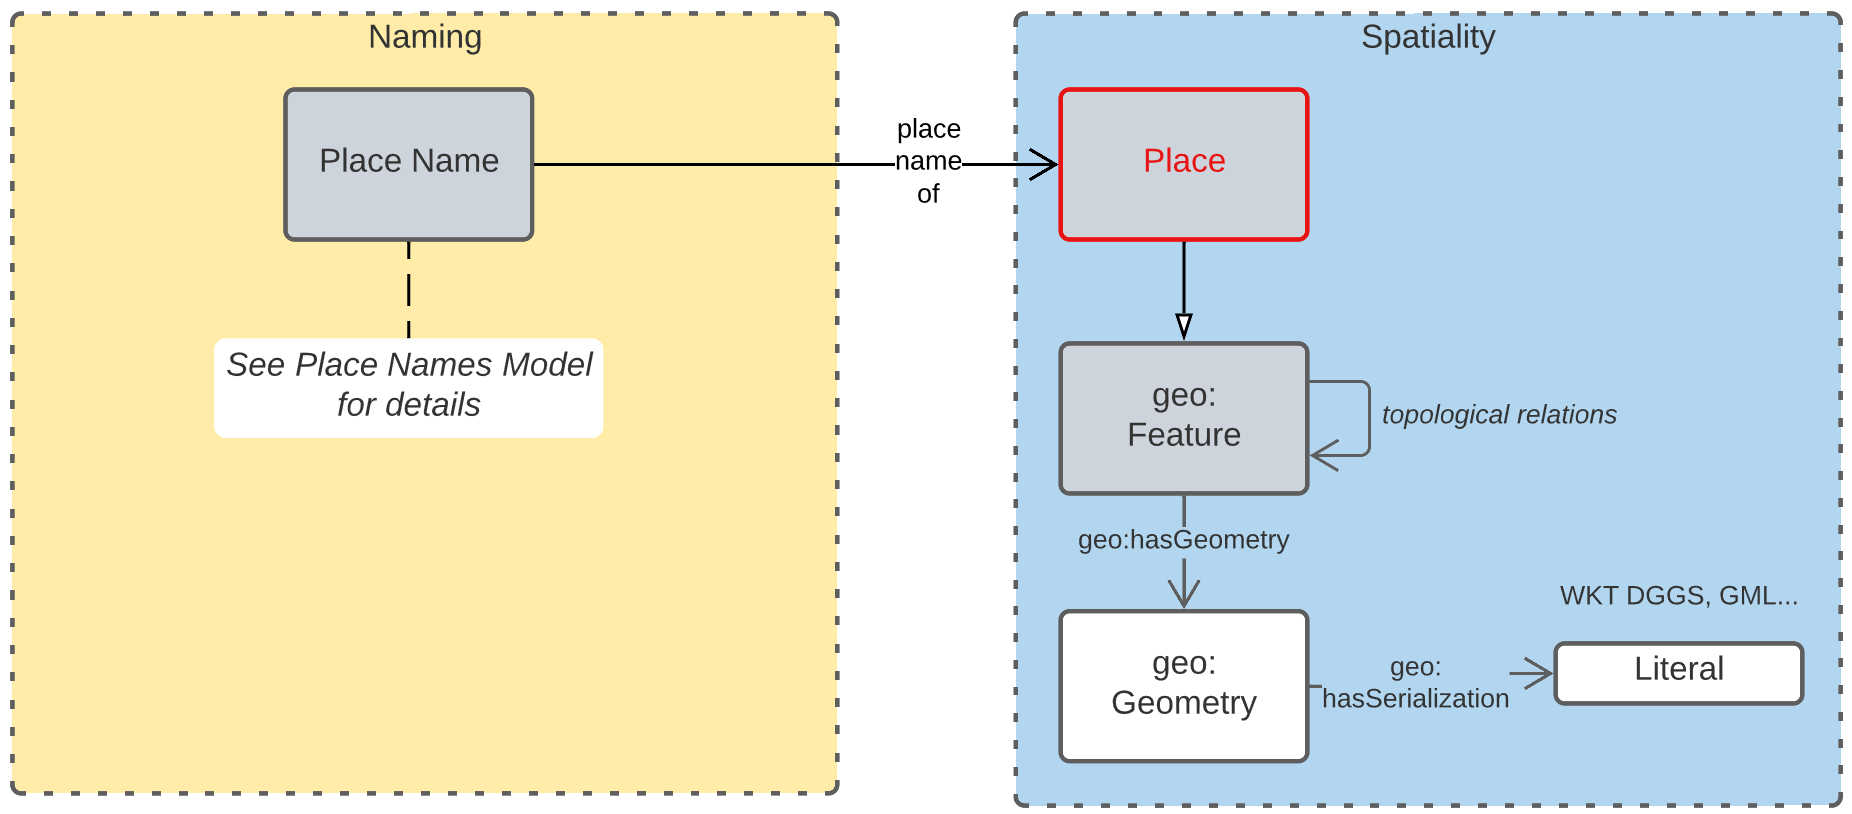 Naming
Spatiality
Place Name
place
name
of
Place
See Place Names Model
for details
geo:
Feature
topological relations
geo:hasGeometry
WKT DGGS, GML...
geo:
Geometry
geo:
hasSerialization
Literal